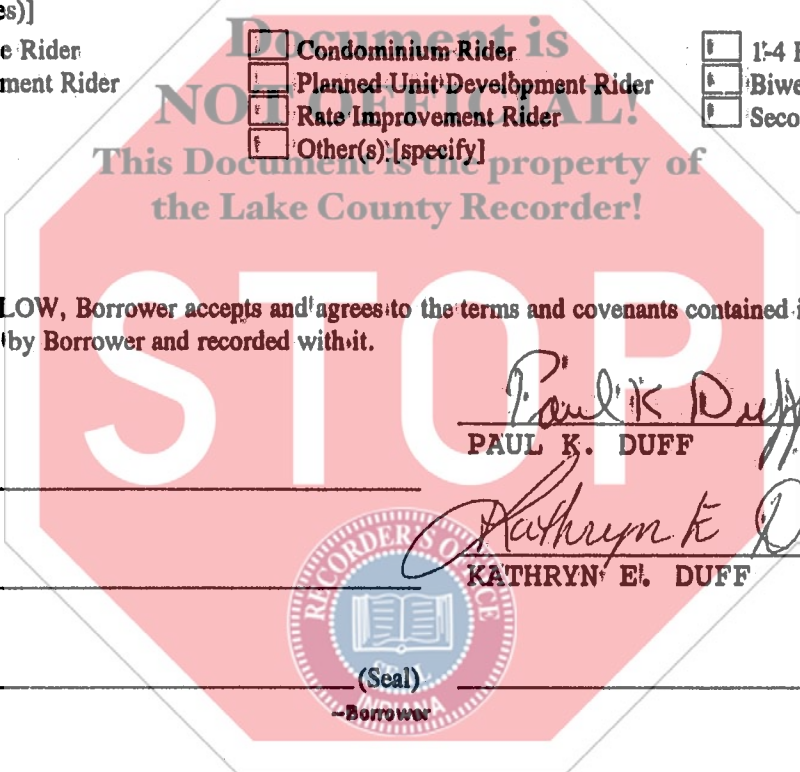 es)]
e Rider Condominium Rider 1-4 F
ment Rider Planned Unit Development Rider Biwe
Rate Improvement Rider Seco
Other(s) [specify]
Document is
NOT OFFICIAL!
This Document is the property of
the Lake County Recorder!
STOP
LOW, Borrower accepts and agrees to the terms and covenants contained i
by Borrower and recorded with it.
Paul K Duff
PAUL K. DUFF
Kathryn E D
KATHRYN E. DUFF
RECORDER'S OFFICE
SEAL
INDIANA
(Seal)
-Borrower